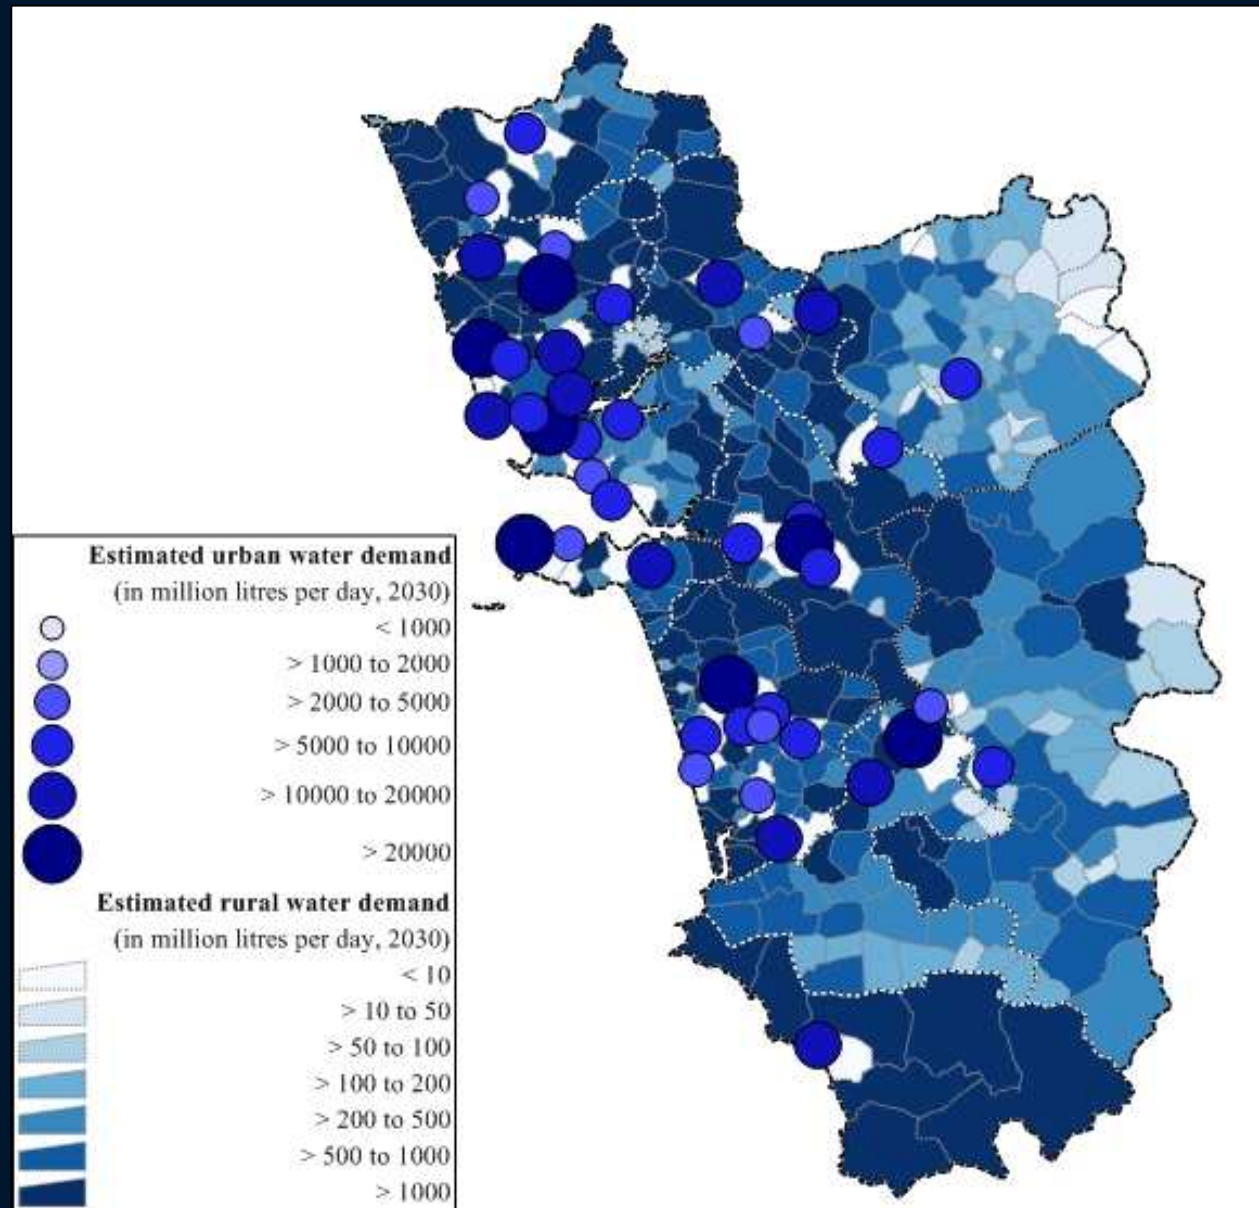 Estimated urban water demand
(in million litres per day, 2030)
< 1000
> 1000 to 2000
> 2000 to 5000
> 5000 to 10000
> 10000 to 20000
> 20000
Estimated rural water demand
(in million litres per day, 2030)
< 10
> 10 to 50
> 50 to 100
> 100 to 200
> 200 to 500
> 500 to 1000
> 1000